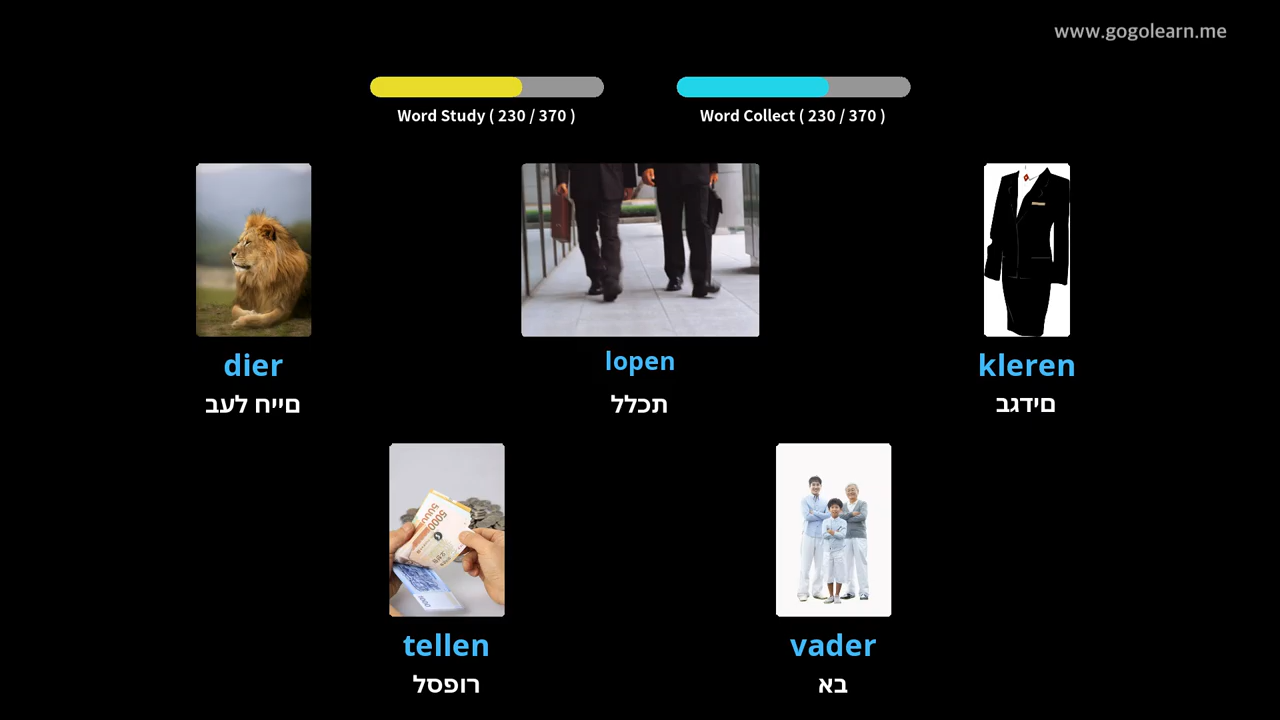 www.gogolearn.me
Word Study ( 230 / 370 )
Word Collect ( 230 / 370 )
dier
בעל חיים
lopen
ללכת
kleren
בגדים
tellen
לספור
vader
אב